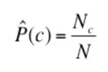 P̂(c) = N_c / N